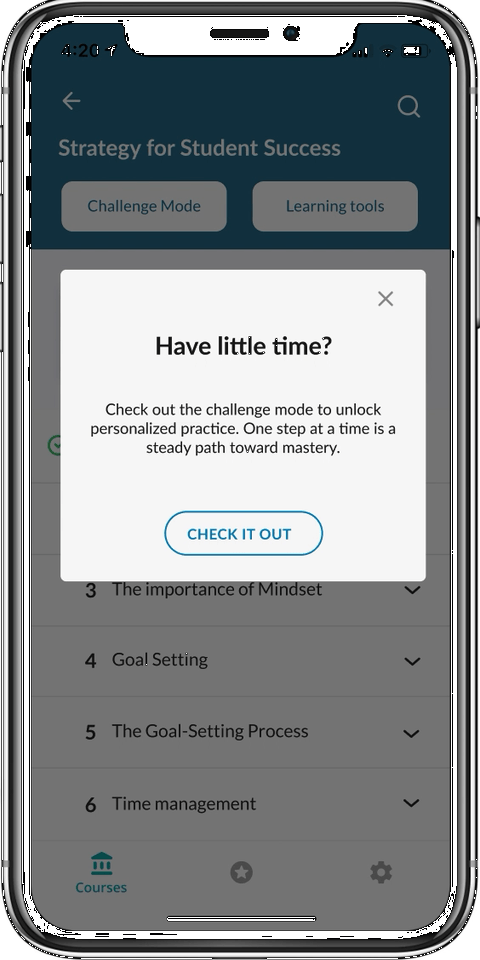 4:20
Strategy for Student Success
Challenge Mode
Learning tools
Have little time?
Check out the challenge mode to unlock
personalized practice. One step at a time is a
steady path toward mastery.
CHECK IT OUT
3 The importance of Mindset
4 Goal Setting
5 The Goal-Setting Process
6 Time management
Courses